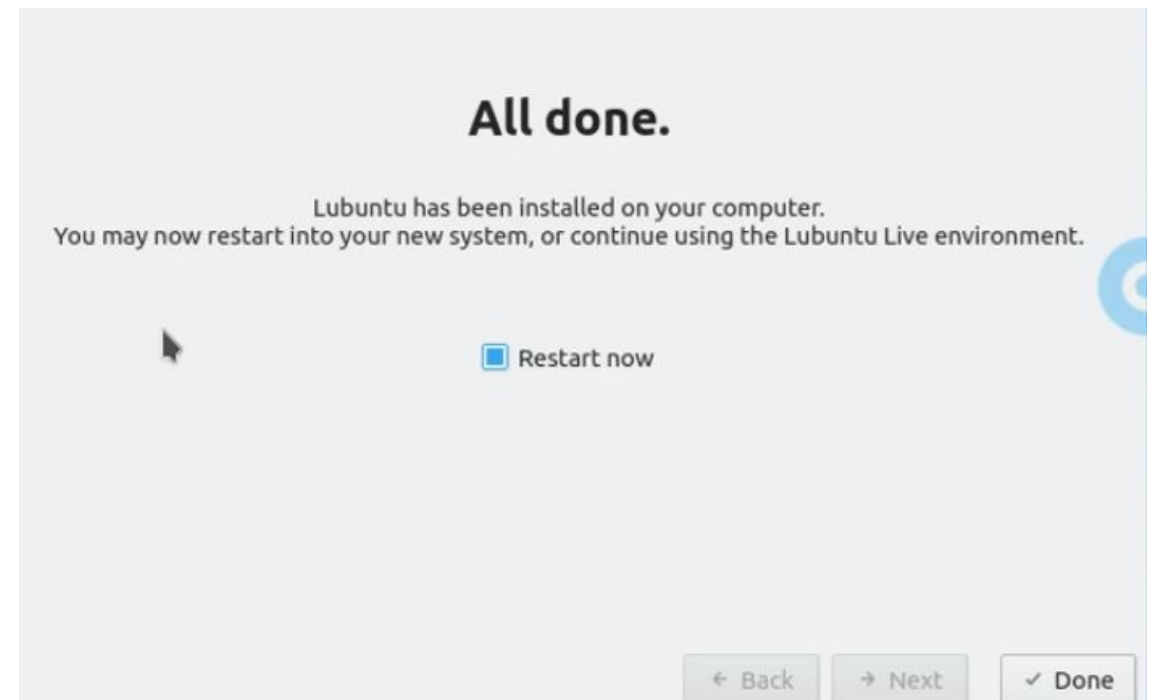 All done.
Lubuntu has been installed on your computer.
You may now restart into your new system, or continue using the Lubuntu Live environment.
Restart now
Back
Next
Done